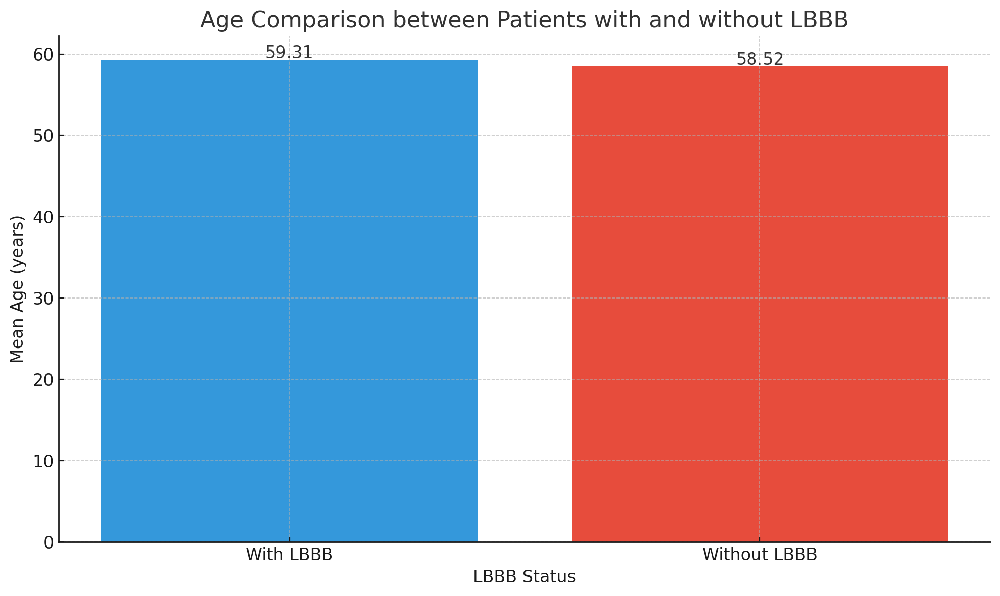 Age Comparison between Patients with and without LBBB
59.31
58.52
60
50
40
30
20
10
0
Mean Age (years)
With LBBB
Without LBBB
LBBB Status